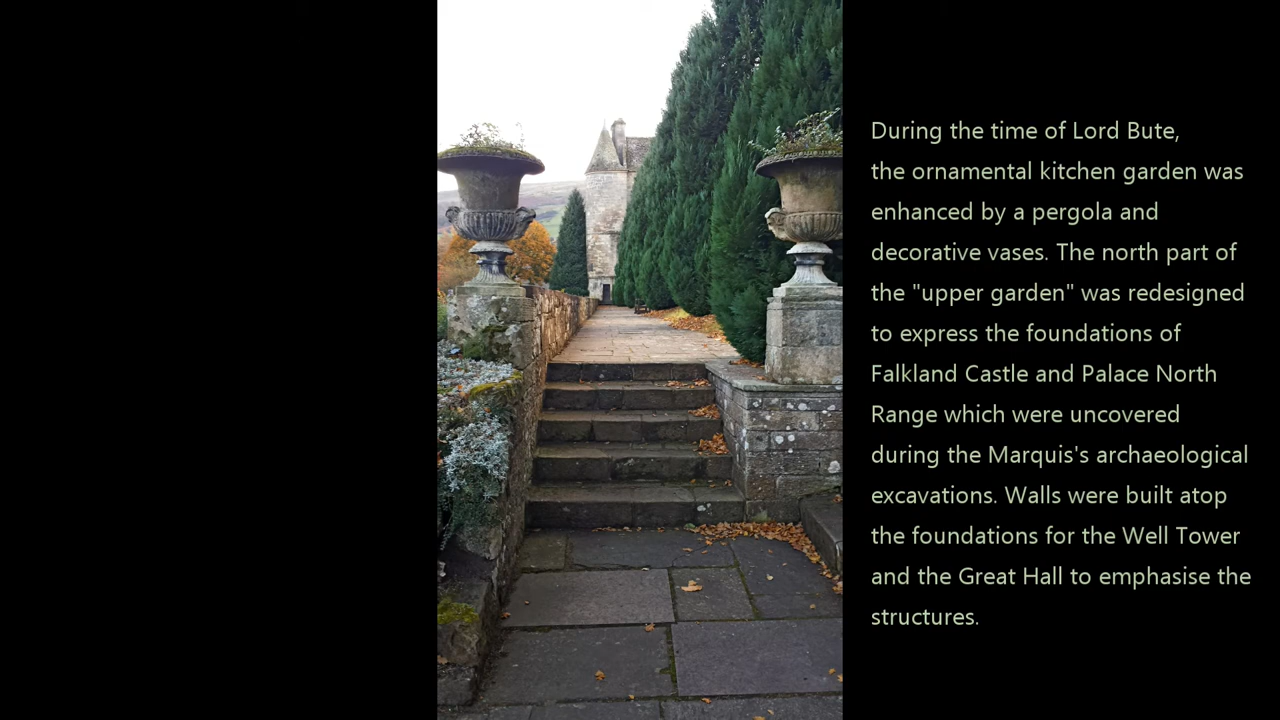 During the time of Lord Bute,
the ornamental kitchen garden was
enhanced by a pergola and
decorative vases. The north part of
the "upper garden" was redesigned
to express the foundations of
Falkland Castle and Palace North
Range which were uncovered
during the Marquis's archaeological
excavations. Walls were built atop
the foundations for the Well Tower
and the Great Hall to emphasise the
structures.